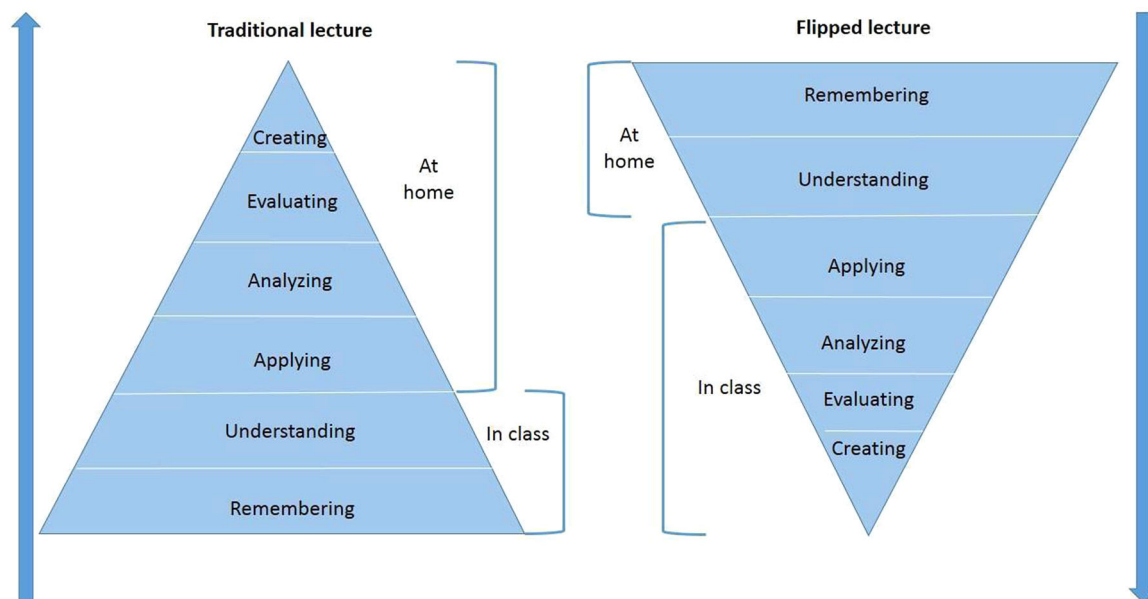 Traditional lecture
Creating
Evaluating
Analyzing
Applying
Understanding
Remembering
At
home
In class
Flipped lecture
Remembering
Understanding
Applying
Analyzing
Evaluating
Creating
At
home
In class